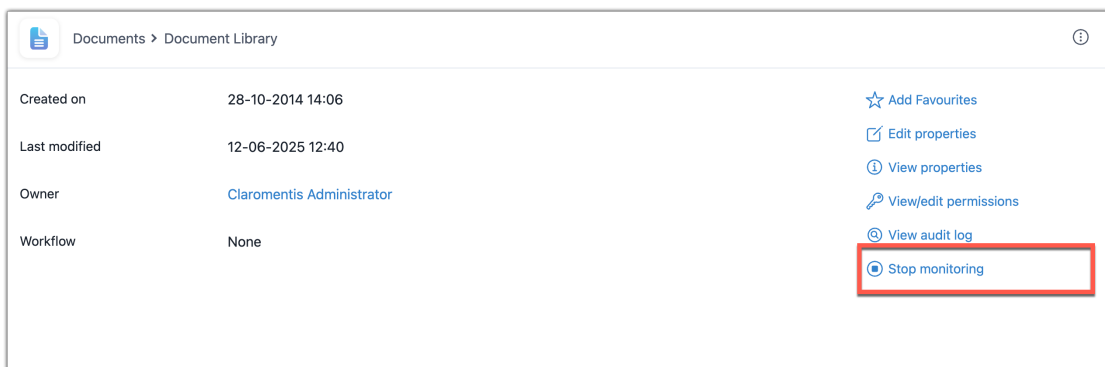 Documents > Document Library
Created on 28-10-2014 14:06
Last modified 12-06-2025 12:40
Owner Claromentis Administrator
Workflow None
Add Favourites
Edit properties
View properties
View/edit permissions
View audit log
Stop monitoring